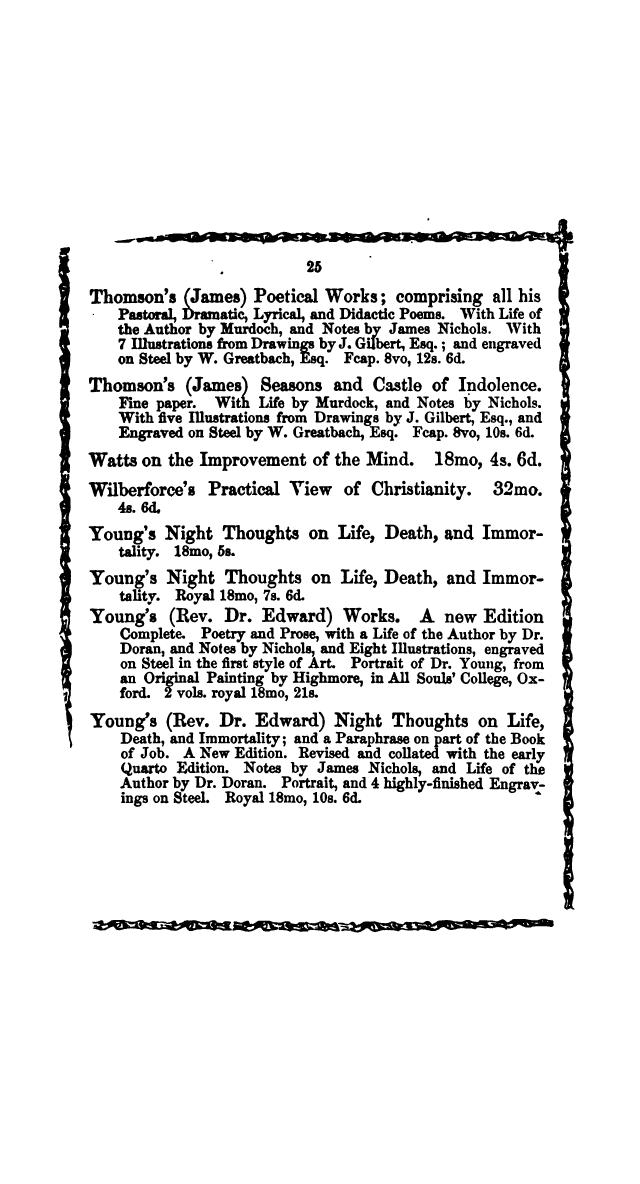 25
Thomson's (James) Poetical Works; comprising all his
Pastoral, Dramatic, Lyrical, and Didactic Poems. With Life of
the Author by Murdoch, and Notes by James Nichols. With
7 Illustrations from Drawings by J. Gilbert, Esq.; and engraved
on Steel by W. Greatbach, Esq. Fcap. 8vo, 12s. 6d.
Thomson's (James) Seasons and Castle of Indolence.
Fine paper. With Life by Murdock, and Notes by Nichols.
With five Illustrations from Drawings by J. Gilbert, Esq., and
Engraved on Steel by W. Greatbach, Esq. Fcap. 8vo, 10s. 6d.
Watts on the Improvement of the Mind. 18mo, 4s. 6d.
Wilberforce's Practical View of Christianity. 32mo.
4s. 6d.
Young's Night Thoughts on Life, Death, and Immor-
tality. 18mo, 5s.
Young's Night Thoughts on Life, Death, and Immor-
tality. Royal 18mo, 7s. 6d.
Young's (Rev. Dr. Edward) Works. A new Edition
Complete. Poetry and Prose, with a Life of the Author by Dr.
Doran, and Notes by Nichols, and Eight Illustrations, engraved
on Steel in the first style of Art. Portrait of Dr. Young, from
an Original Painting by Highmore, in All Souls' College, Ox-
ford. 2 vols. royal 18mo, 21s.
Young's (Rev. Dr. Edward) Night Thoughts on Life,
Death, and Immortality; and a Paraphrase on part of the Book
of Job. A New Edition. Revised and collated with the early
Quarto Edition. Notes by James Nichols, and Life of the
Author by Dr. Doran. Portrait, and 4 highly-finished Engrav-
ings on Steel. Royal 18mo, 10s. 6d.